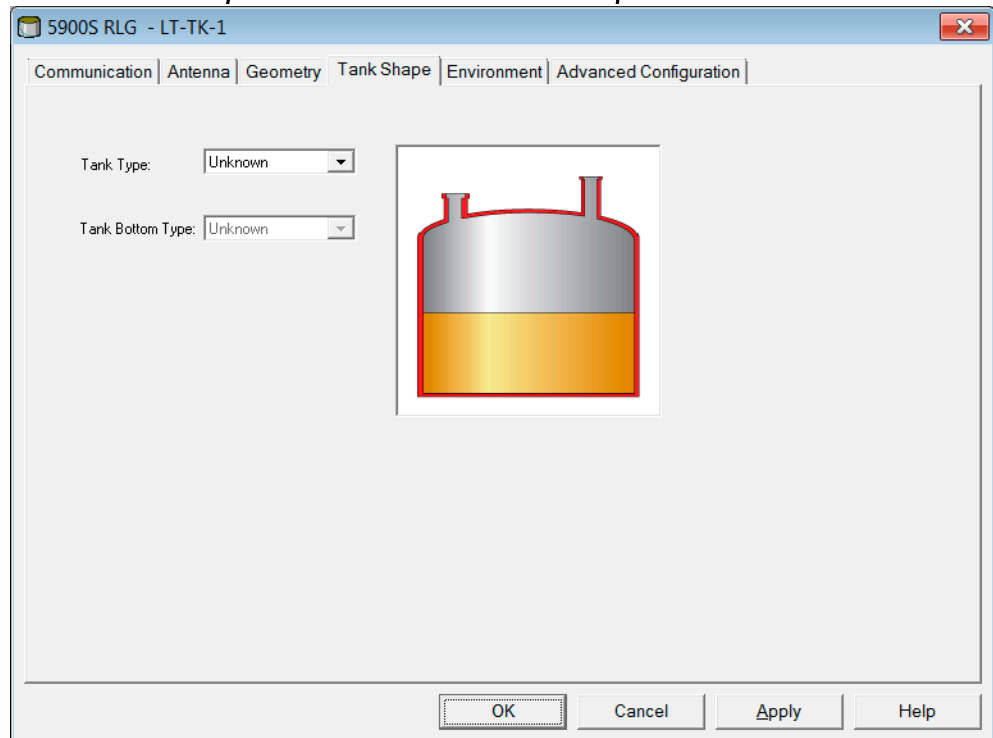 5900S RLG - LT-TK-1
Communication Antenna Geometry Tank Shape Environment Advanced Configuration
Tank Type: Unknown
Tank Bottom Type: Unknown
OK Cancel Apply Help